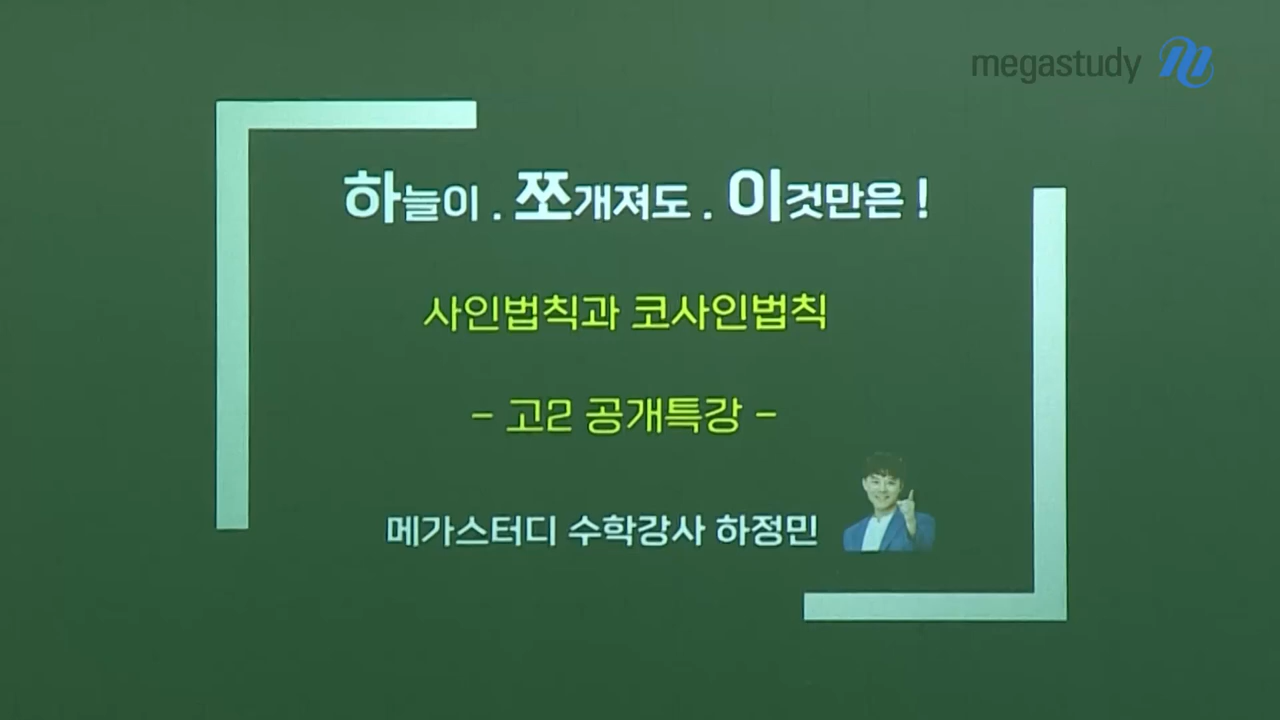 megastudy
하늘이 . 쪼개져도 . 이것만은 !
사인법칙과 코사인법칙
- 고2 공개특강 -
메가스터디 수학강사 하정민